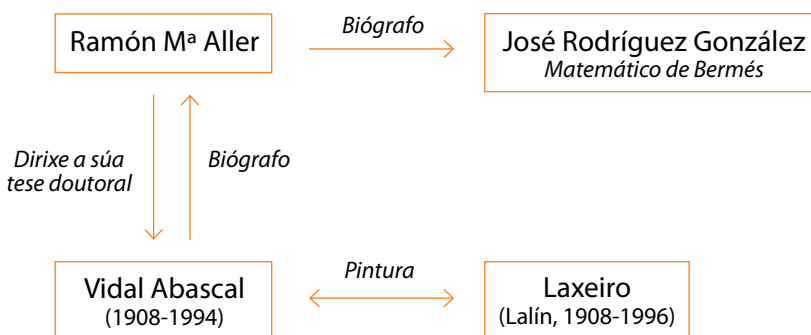 Ramón Mª Aller
Biógrafo
José Rodríguez González
Matemático de Bermés
Dirixe a súa
tese doutoral
Biógrafo
Vidal Abascal
(1908-1994)
Pintura
Laxeiro
(Lalín, 1908-1996)